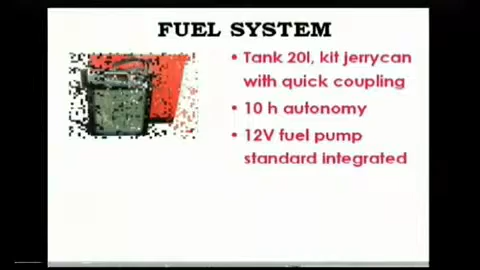 FUEL SYSTEM
• Tank 20l, kit jerrycan
with quick coupling
• 10 h autonomy
• 12V fuel pump
standard integrated